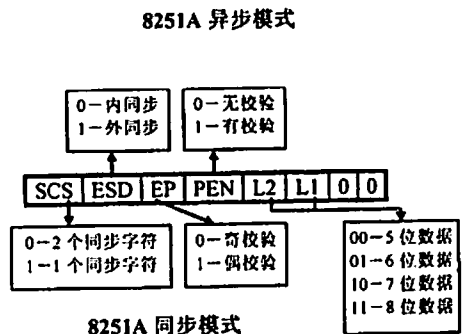 8251A 异步模式
0－内同步
1－外同步
0－无校验
1－有校验
SCS ESD EP PEN L2 L1 0 0
0－2 个同步字符
1－1 个同步字符
0－奇校验
1－偶校验
00－5 位数据
01－6 位数据
10－7 位数据
11－8 位数据
8251A 同步模式